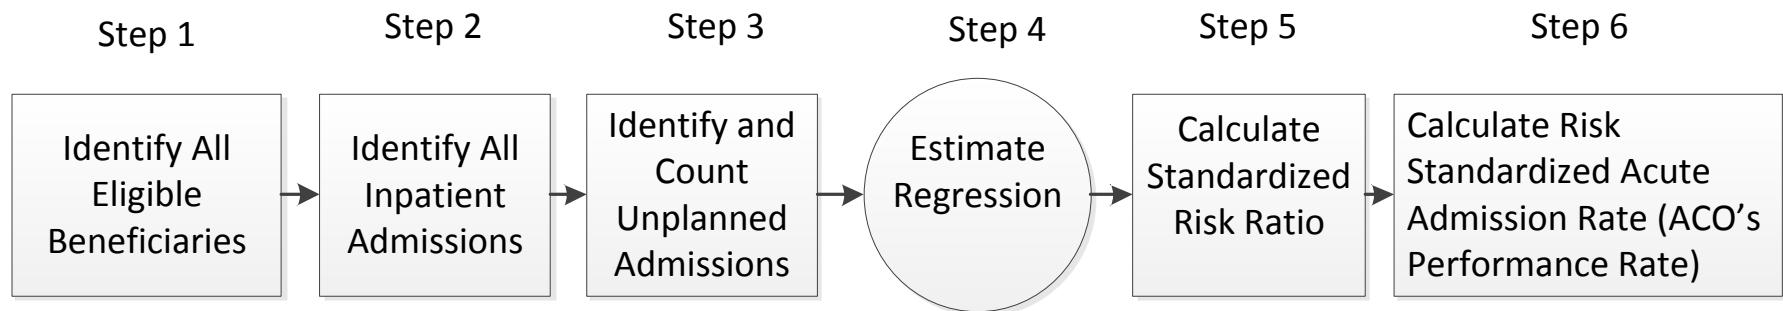 Step 1
Step 2
Step 3
Step 4
Step 5
Step 6
Identify All
Eligible
Beneficiaries
Identify All
Inpatient
Admissions
Identify and
Count
Unplanned
Admissions
Estimate
Regression
Calculate
Standardized
Risk Ratio
Calculate Risk
Standardized Acute
Admission Rate (ACO’s
Performance Rate)